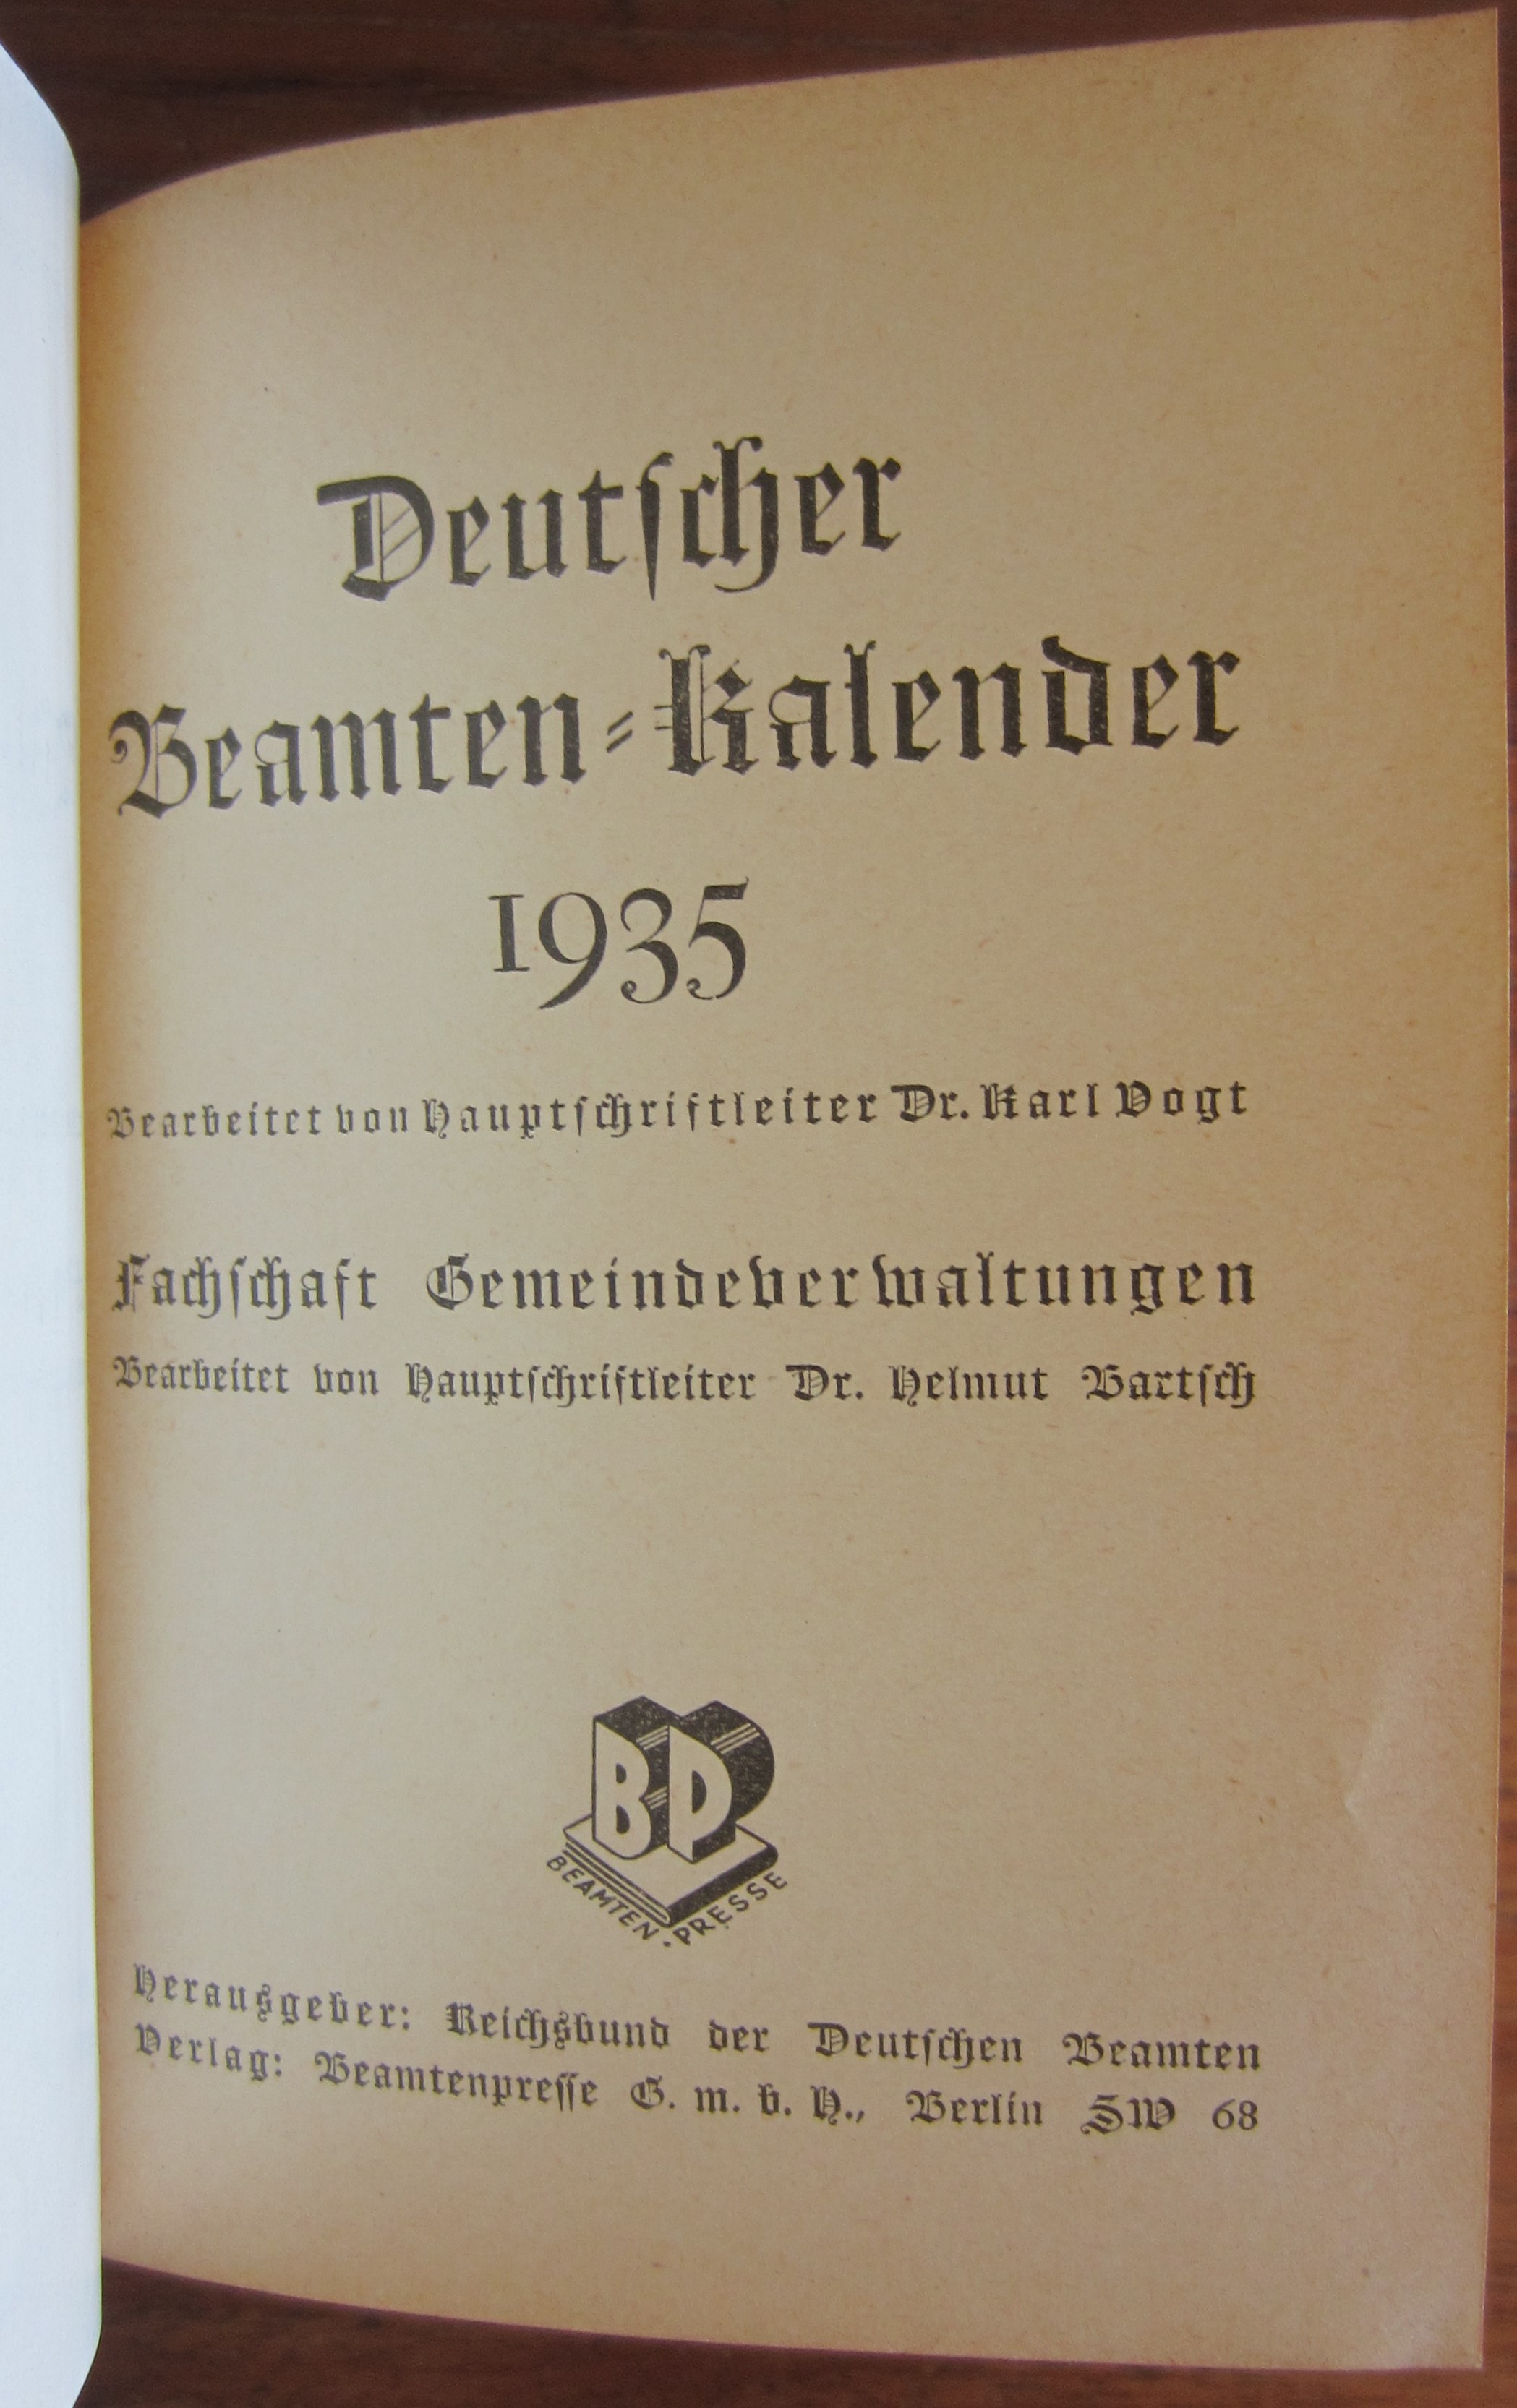 Deutscher
Beamten-Kalender
1935
Bearbeitet von Hauptschriftleiter Dr. Karl Vogt
Fachschaft Gemeindeverwaltungen
Bearbeitet von Hauptschriftleiter Dr. Helmut Bartsch
BP
BEAMTEN-PRESSE
Herausgeber: Reichsbund der Deutschen Beamten
Verlag: Beamtenpresse G. m. b. H., Berlin SW 68